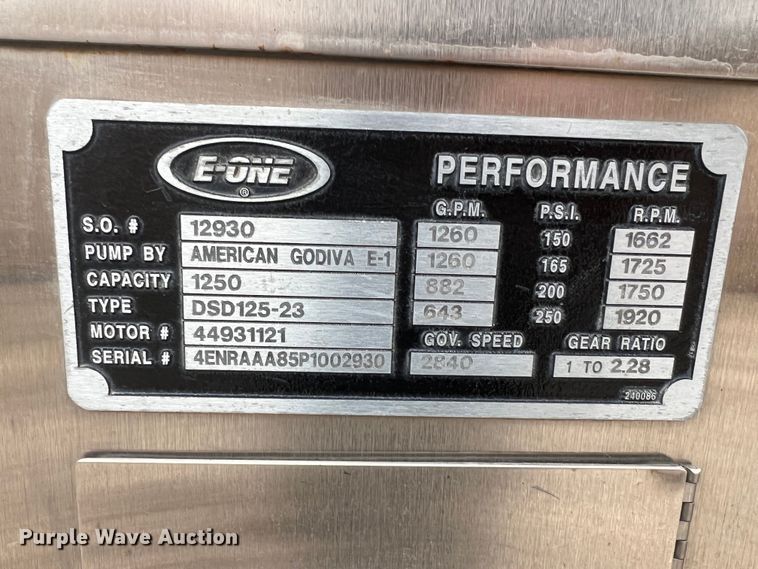 E-ONE ®
PERFORMANCE
G.P.M. P.S.I. R.P.M.
S.O. # 12930 1260 150 1662
PUMP BY AMERICAN GODIVA E-1 1260 165 1725
CAPACITY 1250 882 200 1750
TYPE DSD125-23 643 250 1920
MOTOR # 44931121 GOV. SPEED GEAR RATIO
SERIAL # 4ENRAAA85P1002930 2840 1 TO 2.28
240086
Purple Wave Auction